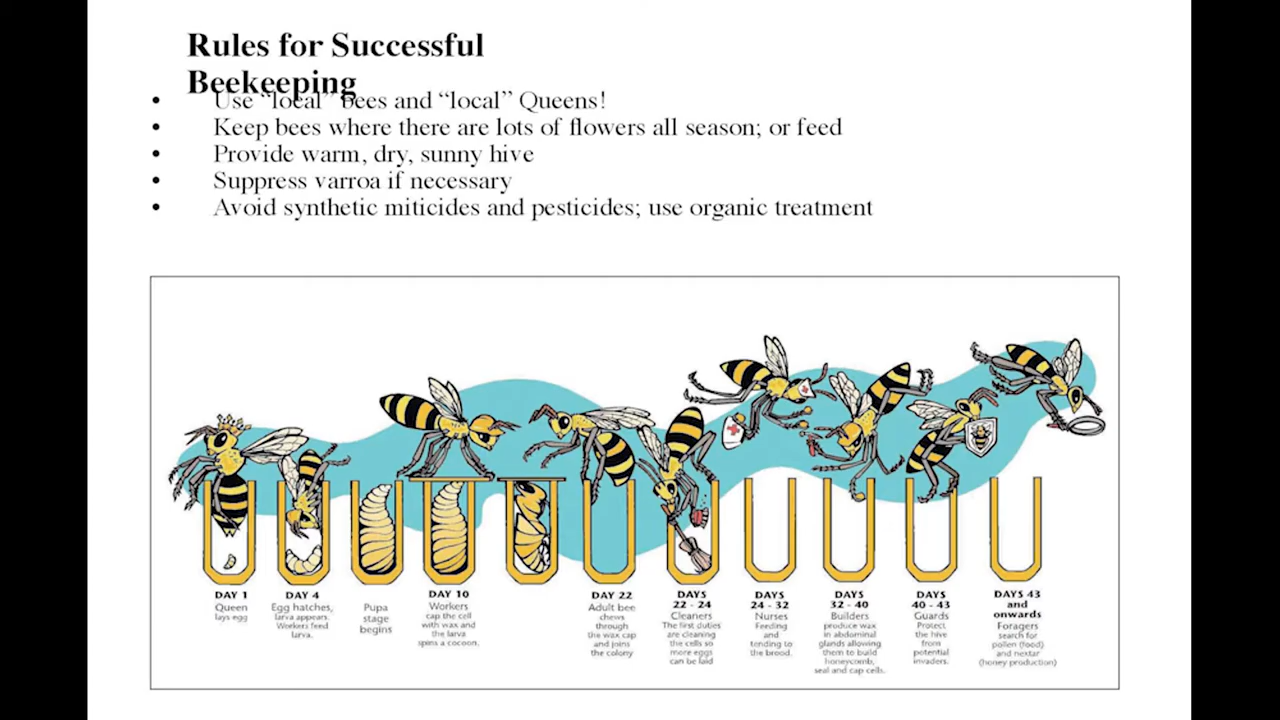 Rules for Successful
Beekeeping
• Use “local” bees and “local” Queens!
• Keep bees where there are lots of flowers all season; or feed
• Provide warm, dry, sunny hive
• Suppress varroa if necessary
• Avoid synthetic miticides and pesticides; use organic treatment
DAY 1
Queen
lays egg
DAY 4
Egg hatches,
larva appears.
Workers feed
larva.
Pupa
stage
begins
DAY 10
Workers
cap the cell
with wax and
the larva
spins a cocoon.
DAY 22
Adult bee
chews
through
the wax cap
and joins
the colony
DAYS
22 - 24
Cleaners
The first duties
are cleaning
the cells so
more eggs
can be laid
DAYS
24 - 32
Nurses
Feeding
and
tending to
the brood.
DAYS
32 - 40
Builders
produce wax
in abdominal
glands allowing
them to build
honeycomb,
seal and cap cells.
DAYS
40 - 43
Guards
Protect
the hive
from
potential
invaders.
DAYS 43
and
onwards
Foragers
search for
pollen (food)
and nextar
(honey production)